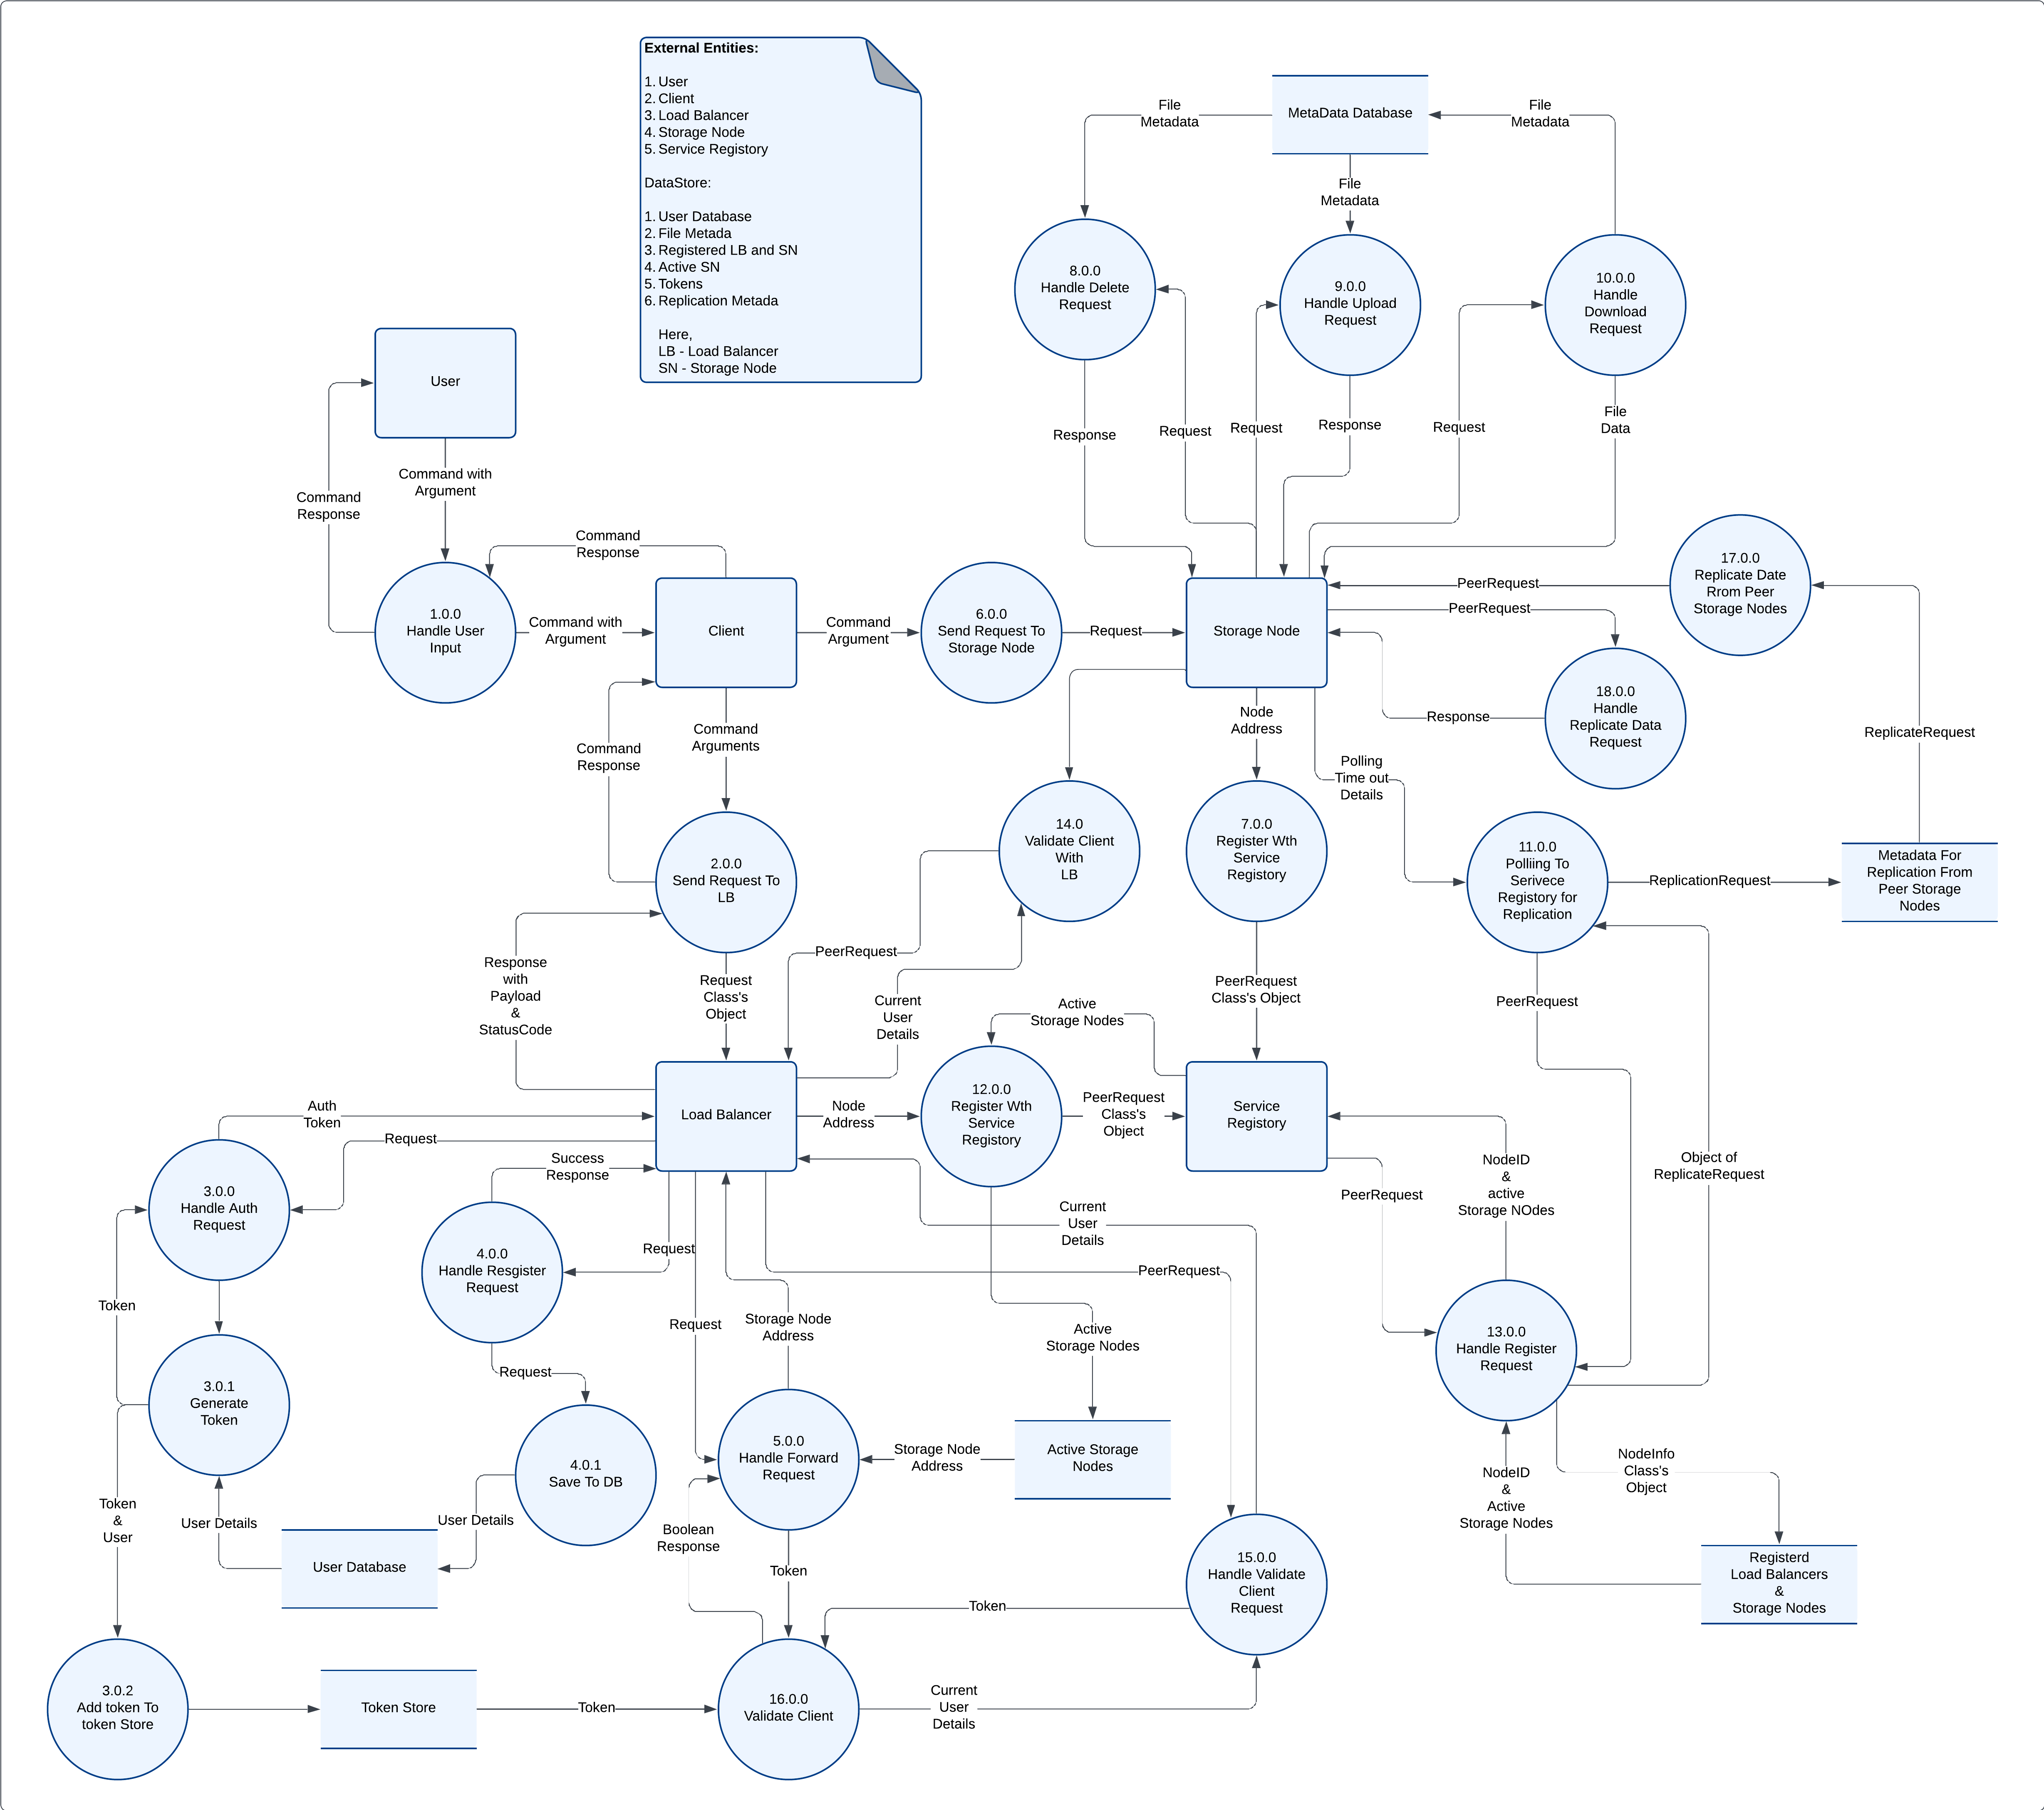 External Entities:
1. User
2. Client
3. Load Balancer
4. Storage Node
5. Service Registory
DataStore:
1. User Database
2. File Metada
3. Registered LB and SN
4. Active SN
5. Tokens
6. Replication Metada
Here,
LB - Load Balancer
SN - Storage Node
MetaData Database
File
Metadata
File
Metadata
File
Metadata
8.0.0
Handle Delete
Request
9.0.0
Handle Upload
Request
10.0.0
Handle
Download
Request
User
Command with
Argument
Command
Response
Response
Request
Request
Response
Request
File
Data
Command
Response
1.0.0
Handle User
Input
Command with
Argument
Client
Command
Argument
6.0.0
Send Request To
Storage Node
Request
Storage Node
PeerRequest
PeerRequest
17.0.0
Replicate Date
Rrom Peer
Storage Nodes
18.0.0
Handle
Replicate Data
Request
Response
ReplicateRequest
Command
Response
Command
Arguments
Node
Address
Polling
Time out
Details
2.0.0
Send Request To
LB
14.0
Validate Client
With
LB
7.0.0
Register Wth
Service
Registory
11.0.0
Polliing To
Serivece
Registory for
Replication
ReplicationRequest
Metadata For
Replication From
Peer Storage
Nodes
Response
with
Payload
&
StatusCode
Request
Class's
Object
PeerRequest
Current
User
Details
PeerRequest
Class's Object
PeerRequest
Active
Storage Nodes
Load Balancer
Node
Address
12.0.0
Register Wth
Service
Registory
PeerRequest
Class's
Object
Service
Registory
Auth
Token
Request
Success
Response
3.0.0
Handle Auth
Request
4.0.0
Handle Resgister
Request
Request
Current
User
Details
PeerRequest
PeerRequest
NodeID
&
active
Storage NOdes
Object of
ReplicateRequest
Token
Request
Storage Node
Address
Active
Storage Nodes
13.0.0
Handle Register
Request
3.0.1
Generate
Token
Request
4.0.1
Save To DB
5.0.0
Handle Forward
Request
Storage Node
Address
Active Storage
Nodes
NodeID
&
Active
Storage Nodes
NodeInfo
Class's
Object
Token
&
User
User Details
User Database
User Details
Boolean
Response
Token
15.0.0
Handle Validate
Client
Request
Registerd
Load Balancers
&
Storage Nodes
Token
3.0.2
Add token To
token Store
Token Store
Token
16.0.0
Validate Client
Current
User
Details